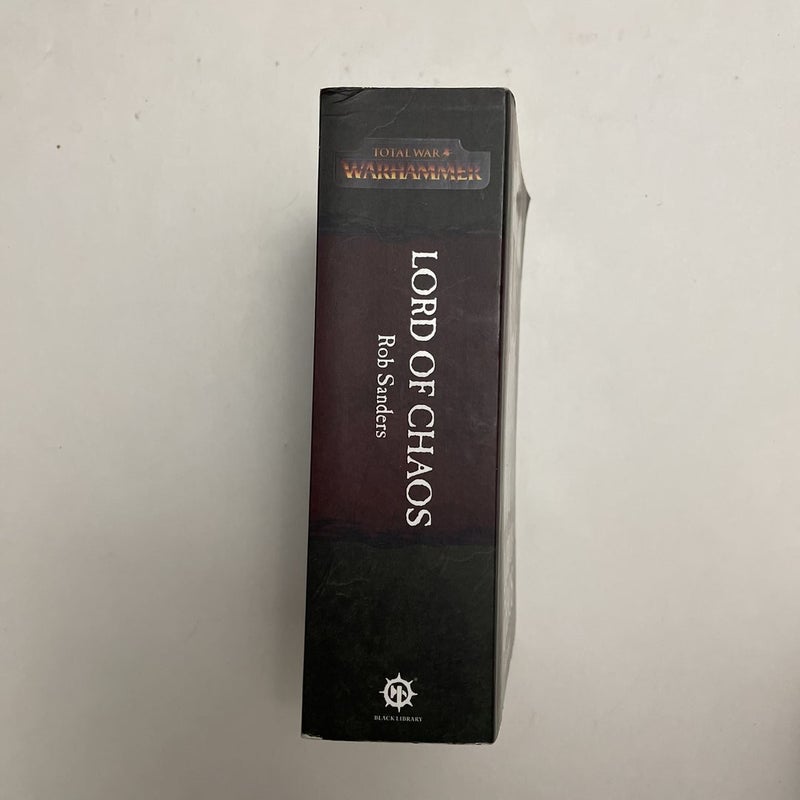 TOTAL WAR
WARHAMMER
LORD OF CHAOS
Rob Sanders
BLACK LIBRARY